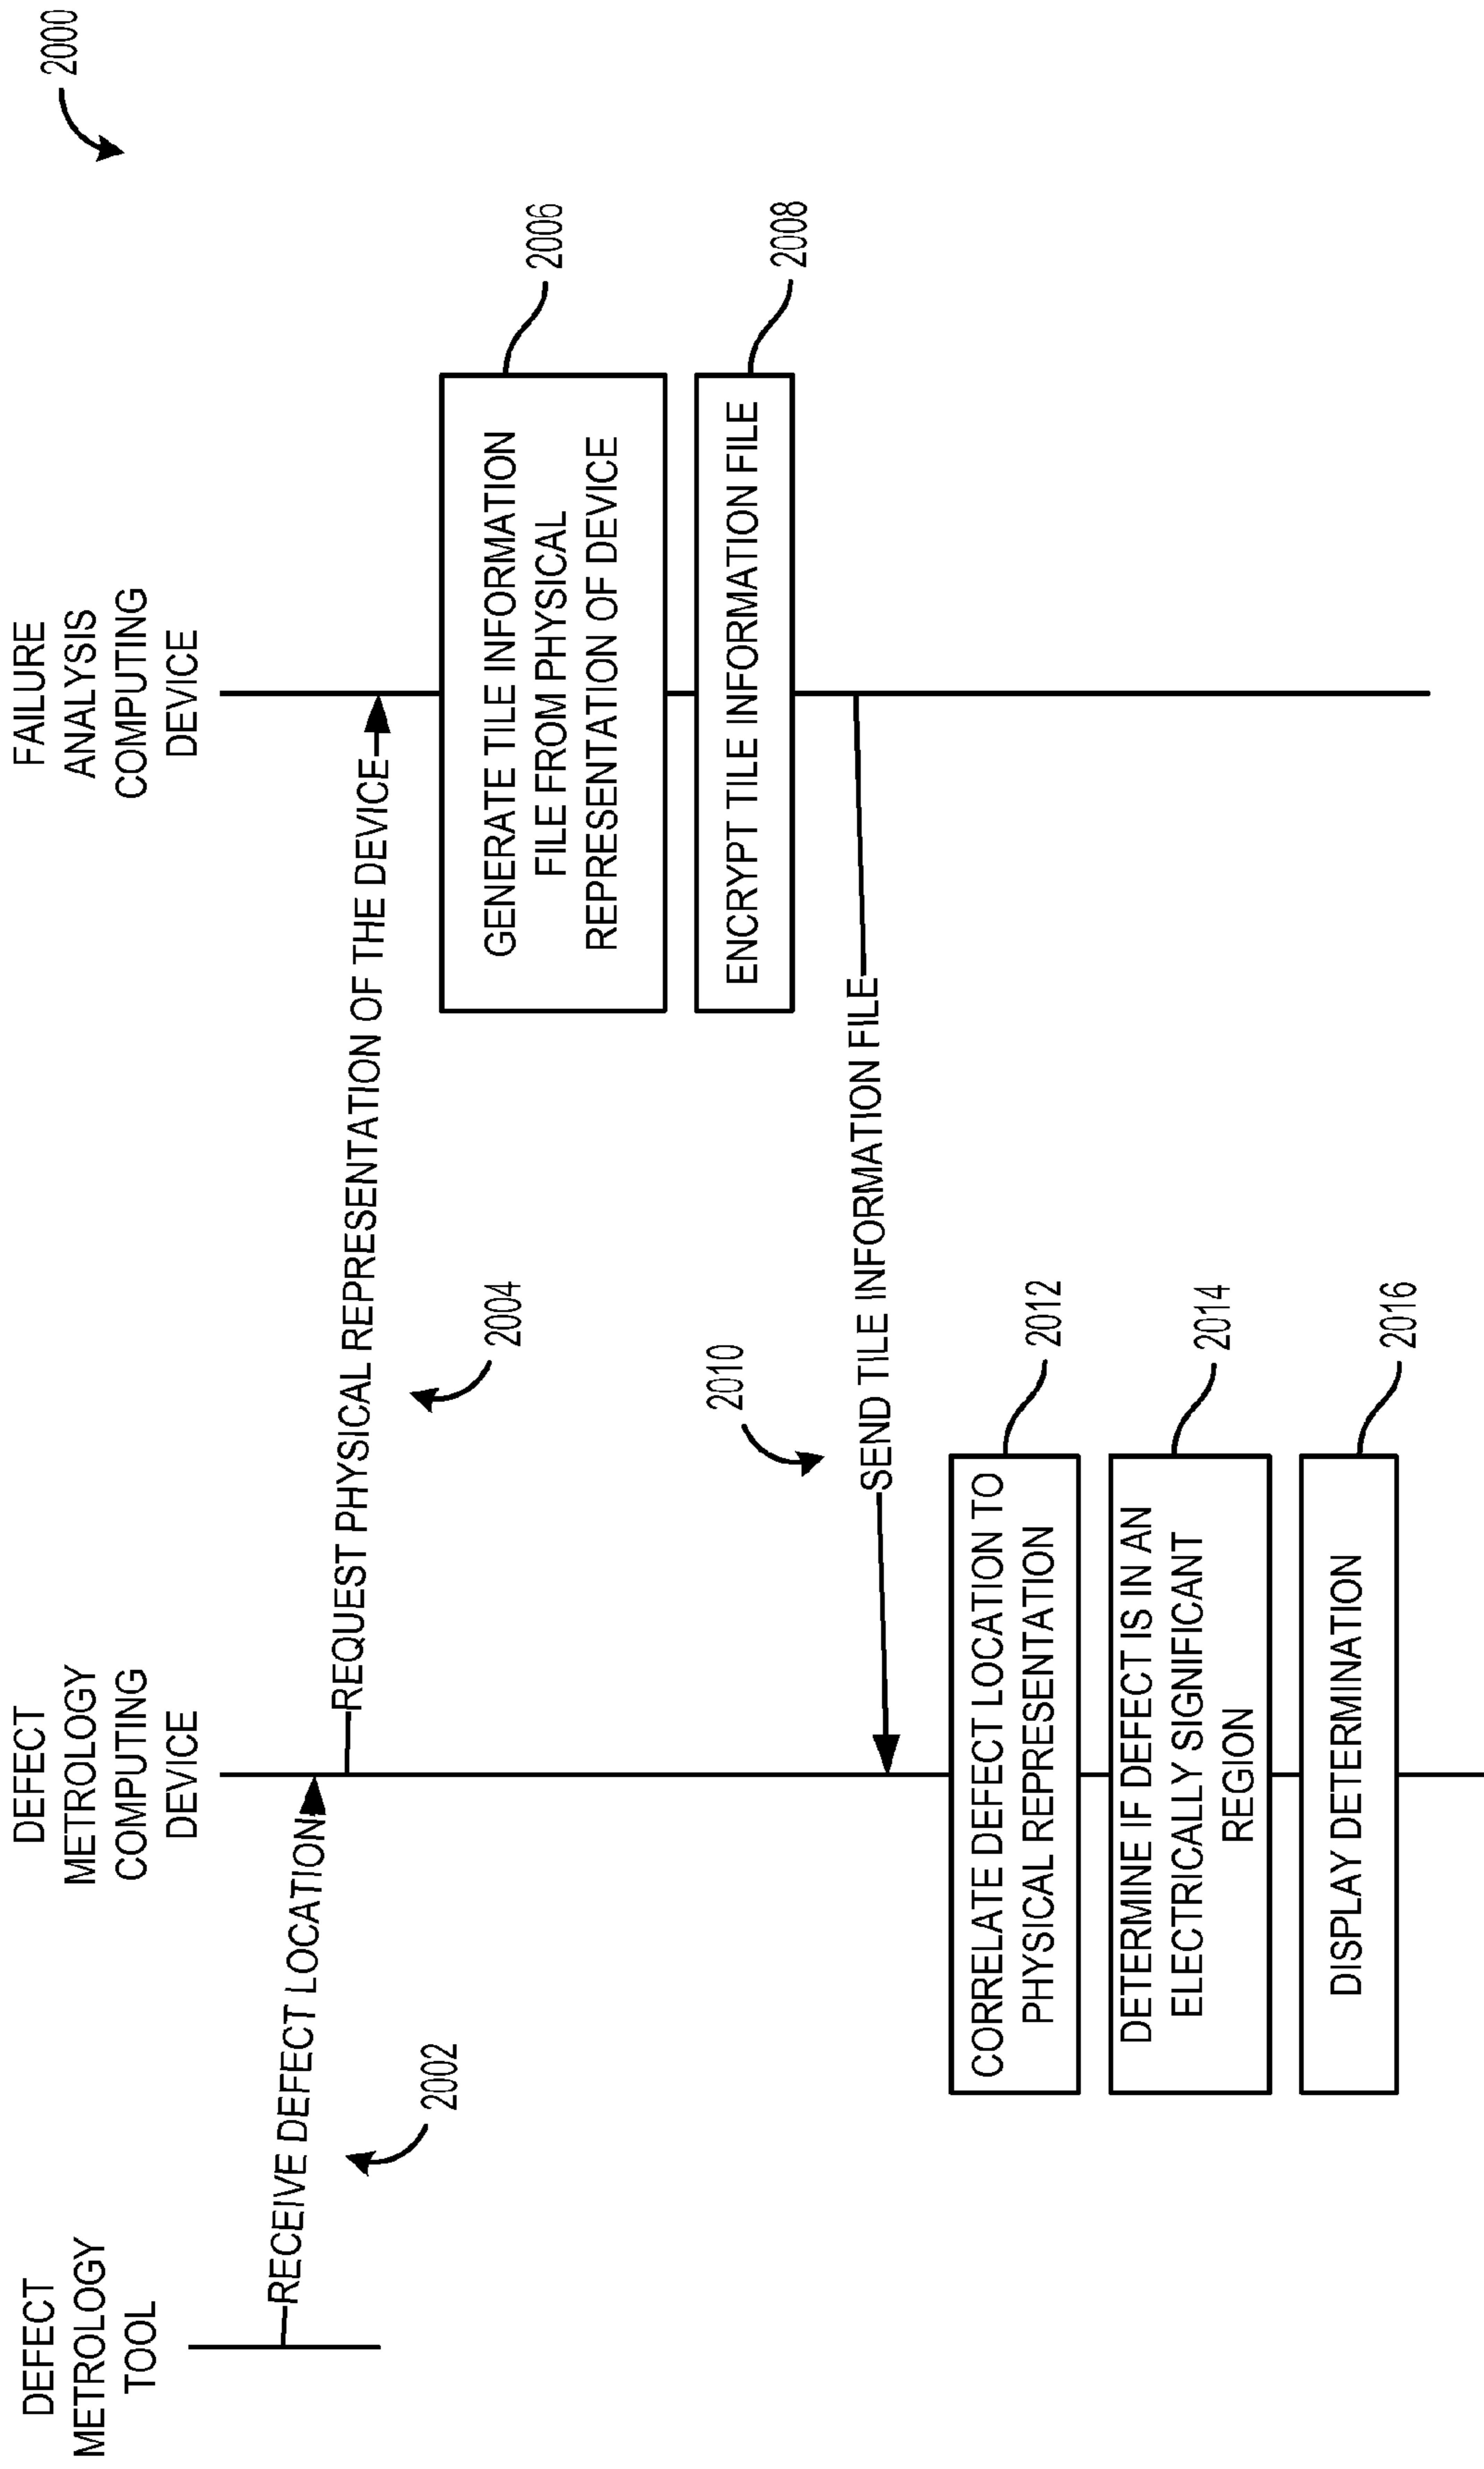 2000
DEFECT
METROLOGY
TOOL
DEFECT
METROLOGY
COMPUTING
DEVICE
FAILURE
ANALYSIS
COMPUTING
DEVICE
RECEIVE DEFECT LOCATION
2002
REQUEST PHYSICAL REPRESENTATION OF THE DEVICE
2004
GENERATE TILE INFORMATION
FILE FROM PHYSICAL
REPRESENTATION OF DEVICE
2006
ENCRYPT TILE INFORMATION FILE
2008
SEND TILE INFORMATION FILE
2010
CORRELATE DEFECT LOCATION TO
PHYSICAL REPRESENTATION
2012
DETERMINE IF DEFECT IS IN AN
ELECTRICALLY SIGNIFICANT
REGION
2014
DISPLAY DETERMINATION
2016